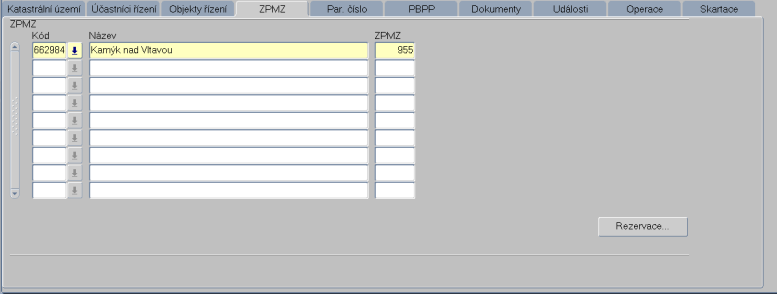 Katastrální území Účastníci řízení Objekty řízení ZPMZ Par. číslo PBPP Dokumenty Události Operace Skartace
ZPMZ
Kód Název ZPMZ
662984 Kamýk nad Vltavou 955
Rezervace...